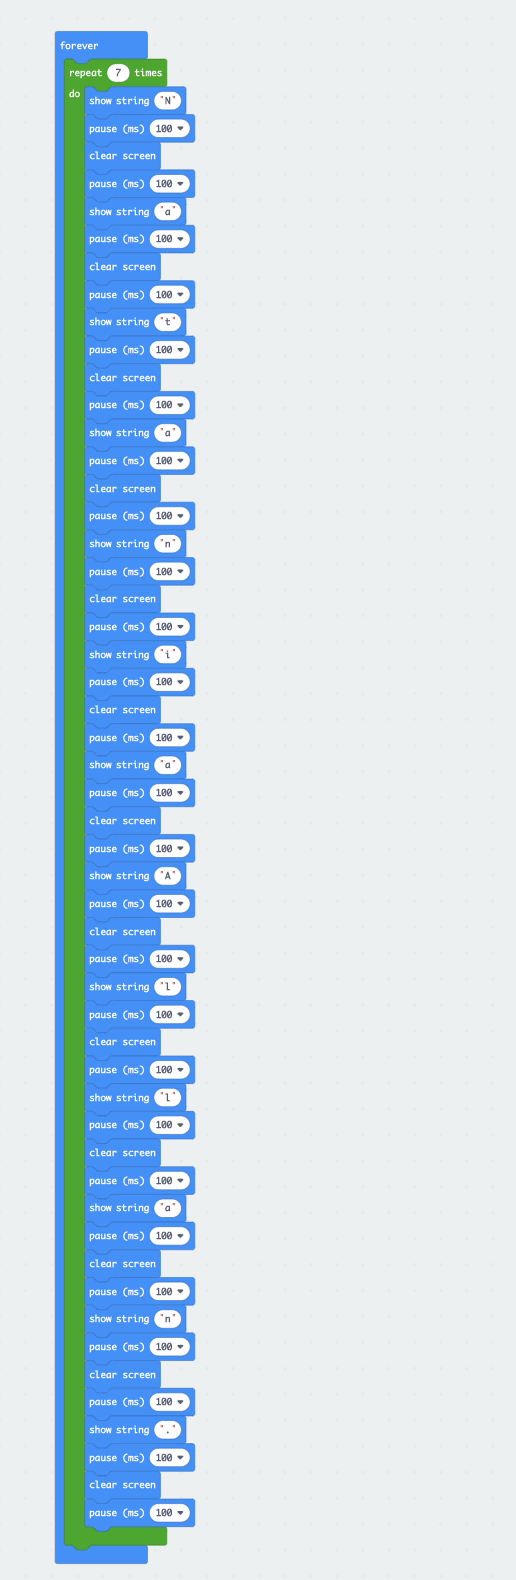 forever
repeat 7 times
do show string "N"
pause (ms) 100
clear screen
pause (ms) 100
show string "a"
pause (ms) 100
clear screen
pause (ms) 100
show string "t"
pause (ms) 100
clear screen
pause (ms) 100
show string "a"
pause (ms) 100
clear screen
pause (ms) 100
show string "n"
pause (ms) 100
clear screen
pause (ms) 100
show string "i"
pause (ms) 100
clear screen
pause (ms) 100
show string "a"
pause (ms) 100
clear screen
pause (ms) 100
show string "A"
pause (ms) 100
clear screen
pause (ms) 100
show string "l"
pause (ms) 100
clear screen
pause (ms) 100
show string "l"
pause (ms) 100
clear screen
pause (ms) 100
show string "a"
pause (ms) 100
clear screen
pause (ms) 100
show string "n"
pause (ms) 100
clear screen
pause (ms) 100
show string "."
pause (ms) 100
clear screen
pause (ms) 100